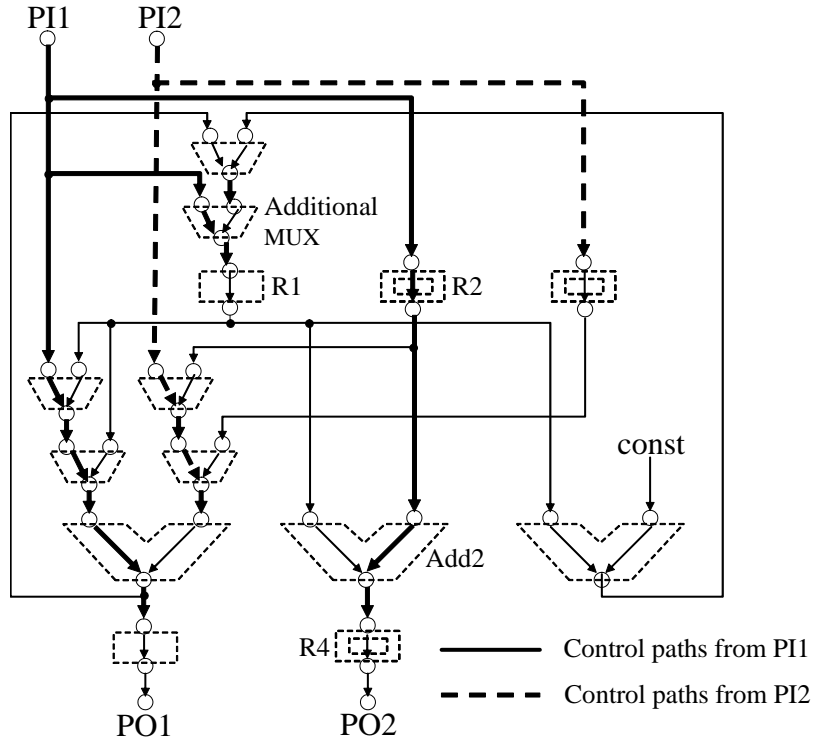 PI1
PI2
Additional
MUX
R1
R2
const
Add2
R4
Control paths from PI1
Control paths from PI2
PO1
PO2